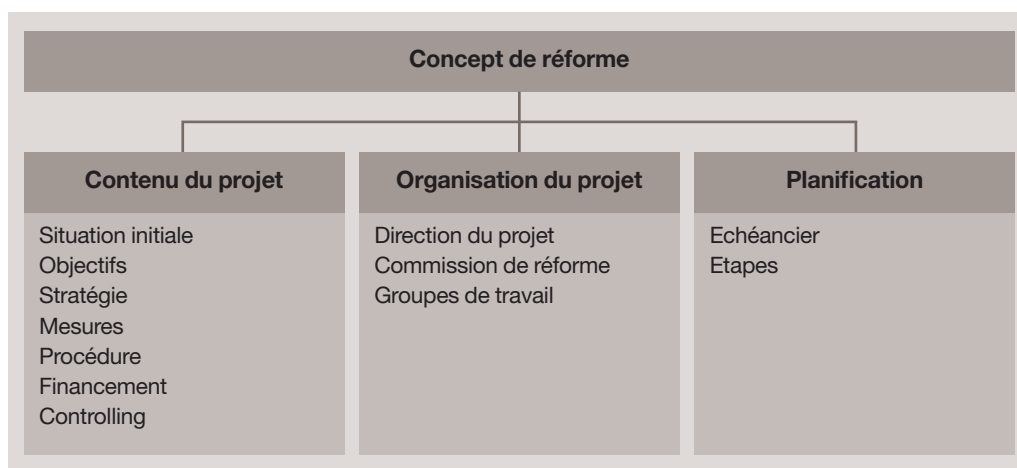 Concept de réforme
Contenu du projet
Situation initiale
Objectifs
Stratégie
Mesures
Procédure
Financement
Controlling
Organisation du projet
Direction du projet
Commission de réforme
Groupes de travail
Planification
Echéancier
Etapes